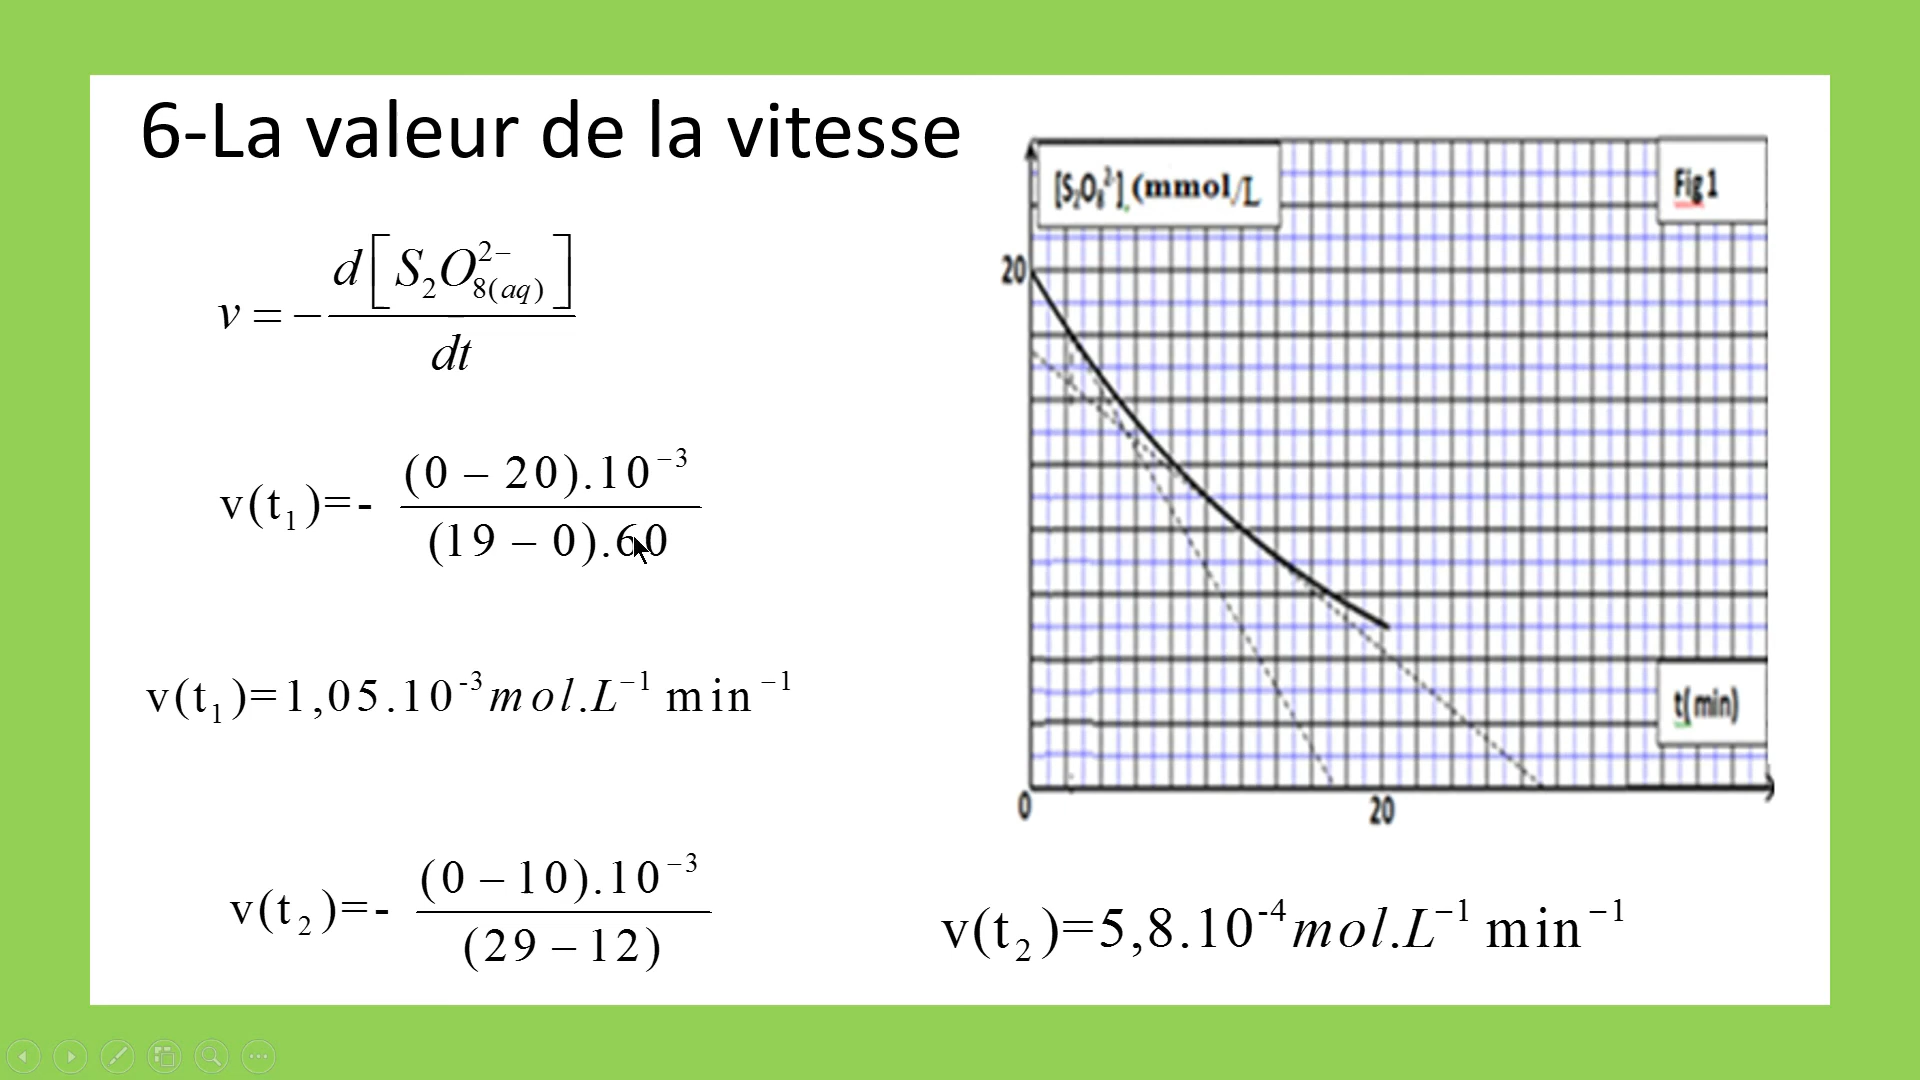 6-La valeur de la vitesse
v = − d[S₂O₈(aq)²⁻] / dt
v(t₁)=- (0 – 20).10⁻³ / (19 – 0).60
v(t₁)=1,05.10⁻³ mol.L⁻¹ min⁻¹
v(t₂)=- (0 – 10).10⁻³ / (29 – 12)
[S₂O₈²⁻] (mmol/L
Fig 1
20
t( min)
0
20
v(t₂)=5,8.10⁻⁴ mol.L⁻¹ min⁻¹